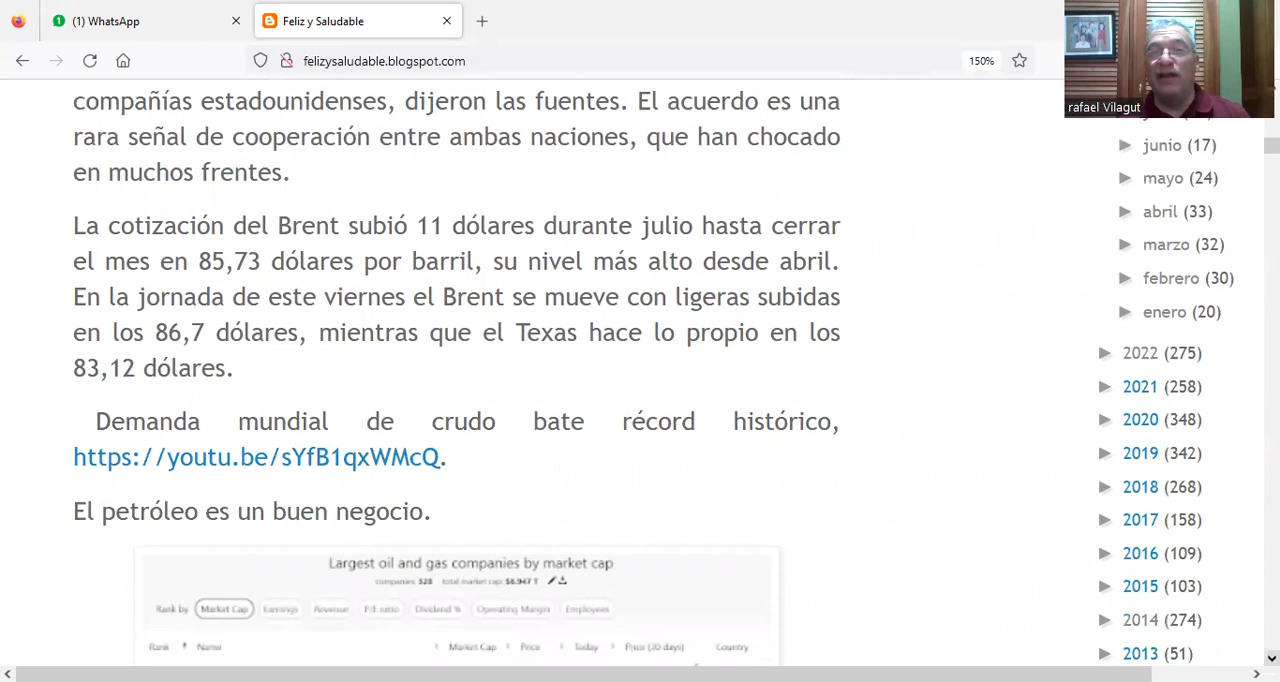 (1) WhatsApp
Feliz y Saludable
felizysaludable.blogspot.com
150%
rafael Vilagut
compañías estadounidenses, dijeron las fuentes. El acuerdo es una
rara señal de cooperación entre ambas naciones, que han chocado
en muchos frentes.
La cotización del Brent subió 11 dólares durante julio hasta cerrar
el mes en 85,73 dólares por barril, su nivel más alto desde abril.
En la jornada de este viernes el Brent se mueve con ligeras subidas
en los 86,7 dólares, mientras que el Texas hace lo propio en los
83,12 dólares.
Demanda mundial de crudo bate récord histórico,
https://youtu.be/sYfB1qxWMcQ.
El petróleo es un buen negocio.
Largest oil and gas companies by market cap
companies: 328 total market cap: $6.947 T
Rank by Market Cap Earnings Revenue P/E ratio Dividend % Operating Margin Employees
Rank Name Market Cap Price Today Price (30 days) Country
junio (17)
mayo (24)
abril (33)
marzo (32)
febrero (30)
enero (20)
2022 (275)
2021 (258)
2020 (348)
2019 (342)
2018 (268)
2017 (158)
2016 (109)
2015 (103)
2014 (274)
2013 (51)